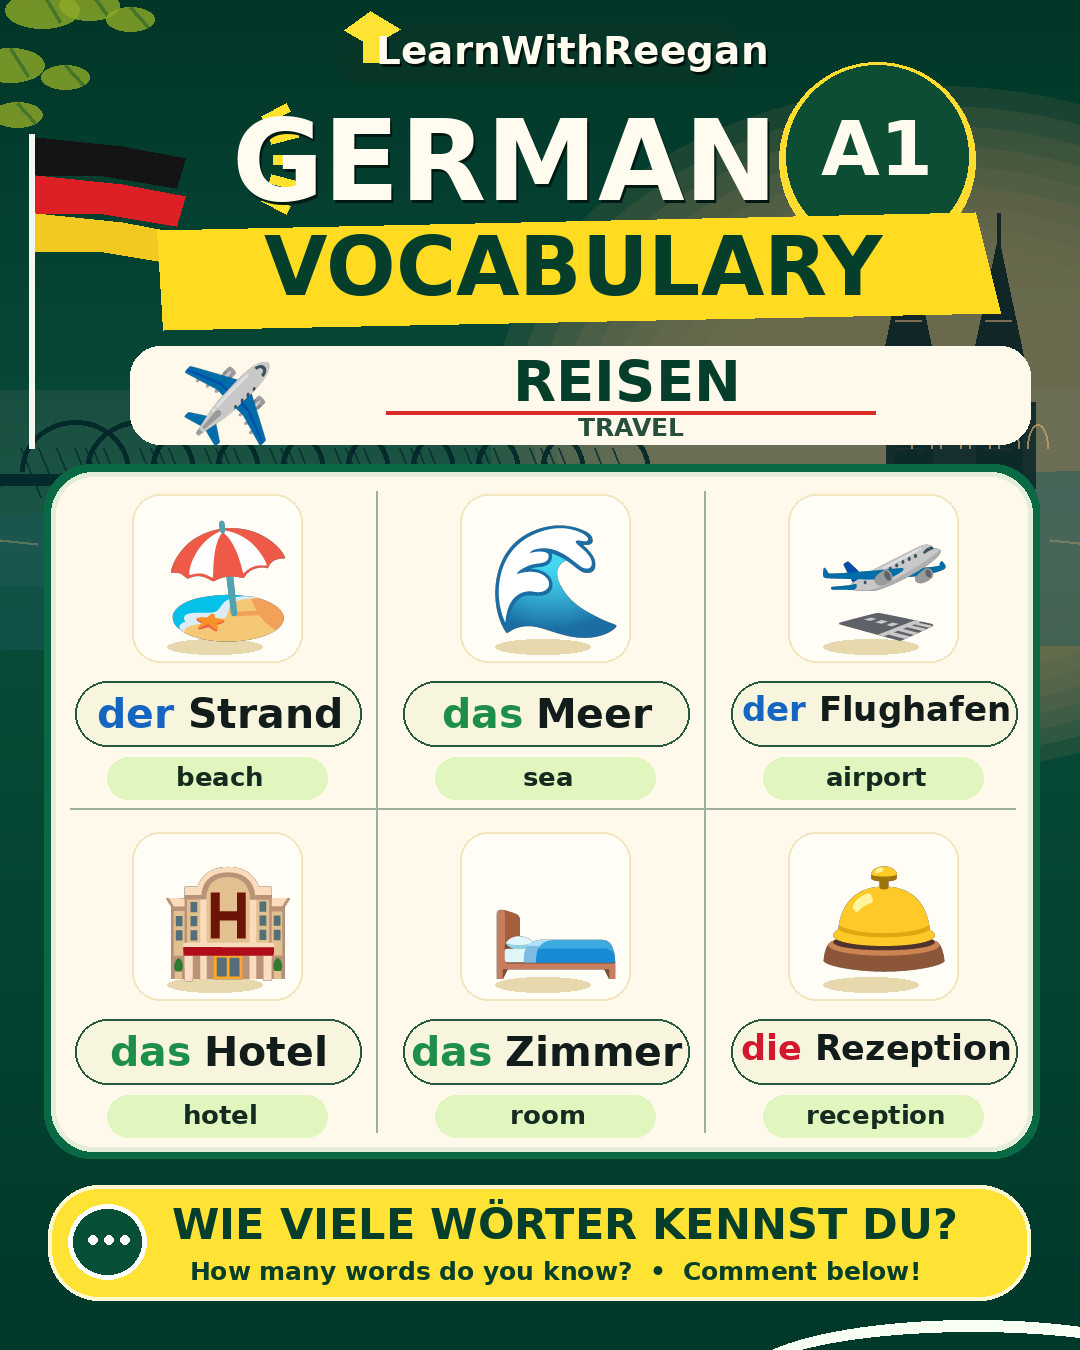 LearnWithReegan
GERMAN
A1
VOCABULARY
REISEN
TRAVEL
der Strand
das Meer
der Flughafen
beach
sea
airport
H
das Hotel
das Zimmer
die Rezeption
hotel
room
reception
WIE VIELE WÖRTER KENNST DU?
How many words do you know? • Comment below!